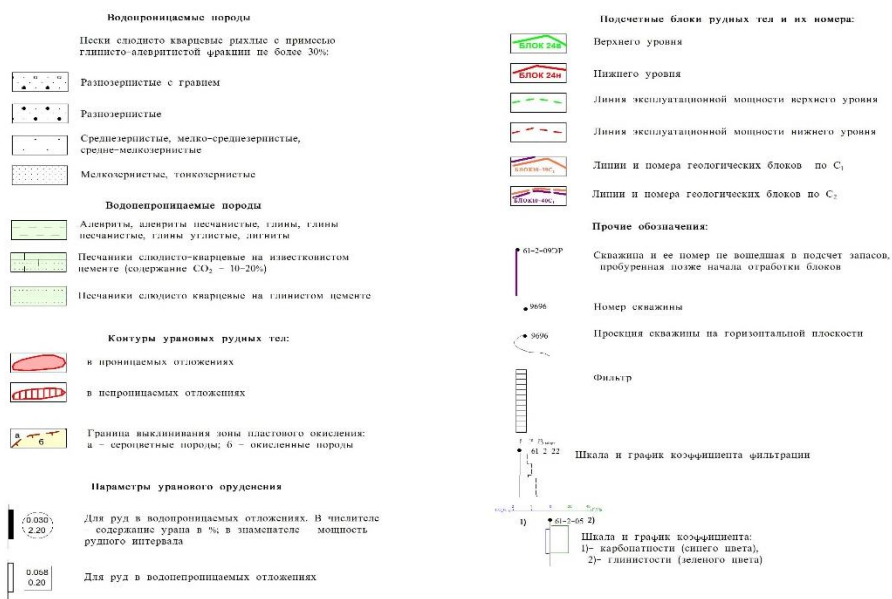 Водопроницаемые породы
Пески слюдисто кварцевые рыхлые с примесью
глинисто-алевритистой фракции не более 30%:
Разнозернистые с гравием
Разнозернистые
Среднезернистые, мелко-среднезернистые,
средне-мелкозернистые
Мелкозернистые, тонкозернистые
Водонепроницаемые породы
Алевриты, алевриты песчанистые, глины, глины
песчанистые, глины углистые, лигниты
Песчаники слюдисто-кварцевые на известковистом
цементе (содержание CO₂ - 10-20%)
Песчаники слюдисто кварцевые на глинистом цементе
Контуры урановых рудных тел:
в проницаемых отложениях
в непроницаемых отложениях
а
б
Граница выклинивания зоны пластового окисления:
а - сероцветные породы; б - окисленные породы
Параметры уранового оруденения
0.030
2.20
Для руд в водопроницаемых отложениях. В числителе
содержание урана в %; в знаменателе мощность
рудного интервала
0.068
0.20
Для руд в водонепроницаемых отложениях
Подсчетные блоки рудных тел и их номера:
БЛОК 24в
Верхнего уровня
БЛОК 24н
Нижнего уровня
Линия эксплуатационной мощности верхнего уровня
Линия эксплуатационной мощности нижнего уровня
Линии и номера геологических блоков по С₁
Линии и номера геологических блоков по С₂
Прочие обозначения:
61-2-09ЭР
Скважина и ее номер не вошедшая в подсчет запасов,
пробуренная позже начала отработки блоков
9696
Номер скважины
9696
Проекция скважины на горизонтальной плоскости
Фильтр
61 2 22
Шкала и график коэффициента фильтрации
1)
61-2-05
2)
Шкала и график коэффициента:
1)- карбонатности (синего цвета),
2)- глинистости (зеленого цвета)